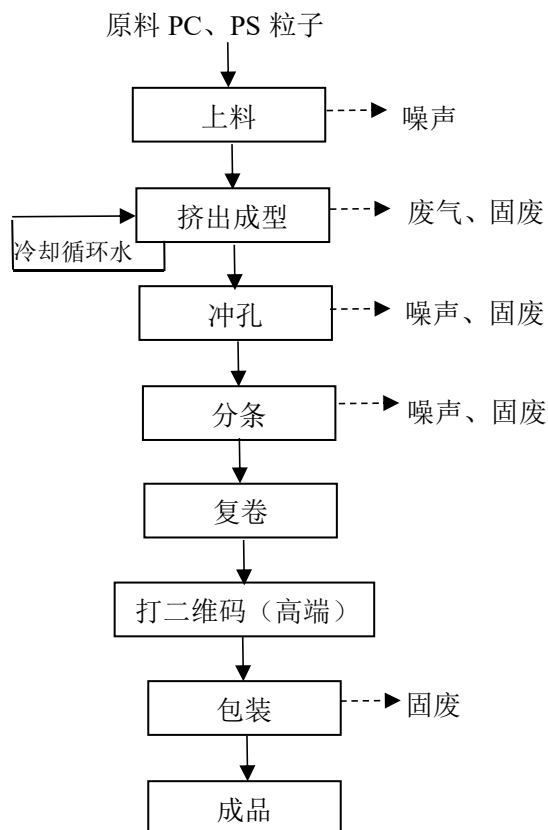 原料 PC、PS 粒子
上料
噪声
挤出成型
废气、固废
冷却循环水
冲孔
噪声、固废
分条
噪声、固废
复卷
打二维码（高端）
包装
固废
成品